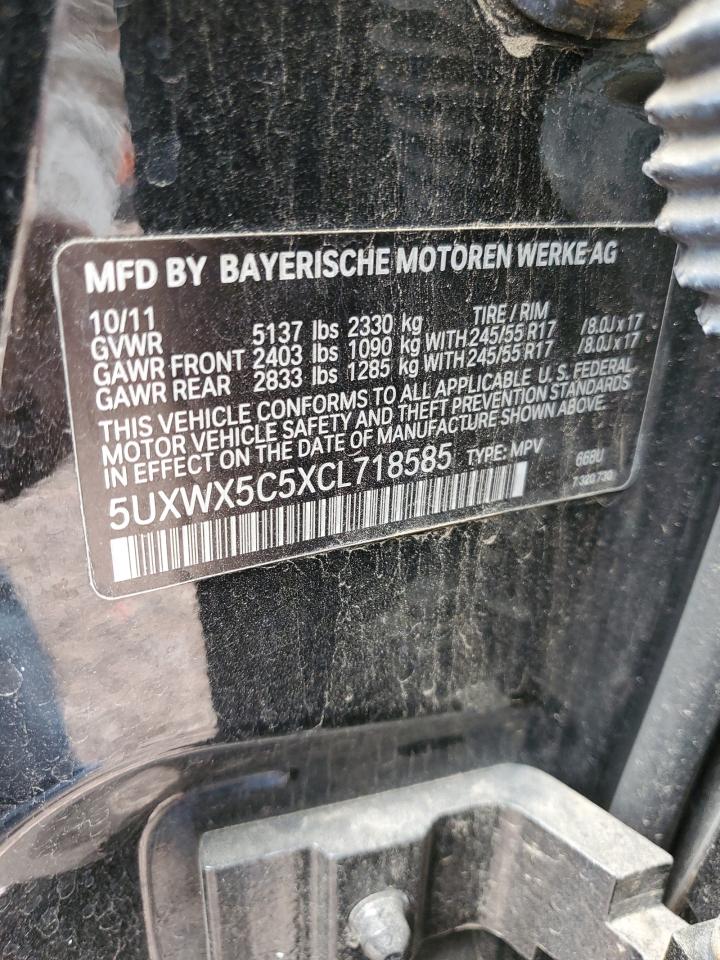 MFD BY BAYERISCHE MOTOREN WERKE AG
10/11 TIRE / RIM
GVWR 5137 lbs 2330 kg
GAWR FRONT 2403 lbs 1090 kg WITH 245/55 R17 /8.0J x 17
GAWR REAR 2833 lbs 1285 kg WITH 245/55 R17 /8.0J x 17
THIS VEHICLE CONFORMS TO ALL APPLICABLE U.S. FEDERAL
MOTOR VEHICLE SAFETY AND THEFT PREVENTION STANDARDS
IN EFFECT ON THE DATE OF MANUFACTURE SHOWN ABOVE.
5UXWX5C5XCL718585 TYPE: MPV 668U
7 320 730